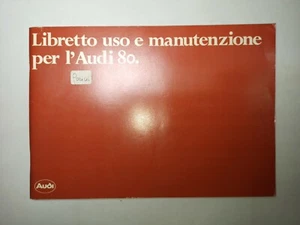 Libretto uso e manutenzione
per l'Audi 80.
Audi